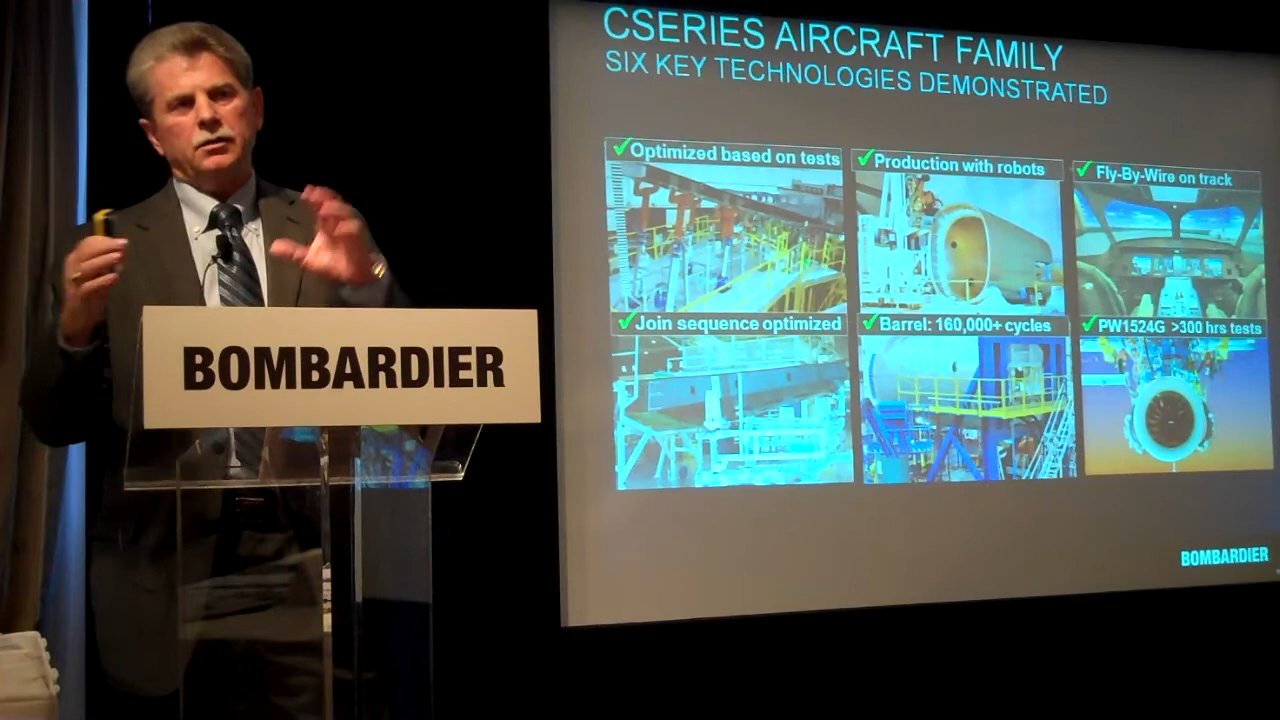 CSERIES AIRCRAFT FAMILY
SIX KEY TECHNOLOGIES DEMONSTRATED
Optimized based on tests
Production with robots
Fly-By-Wire on track
Join sequence optimized
Barrel: 160,000+ cycles
PW1524G >300 hrs tests
BOMBARDIER
BOMBARDIER